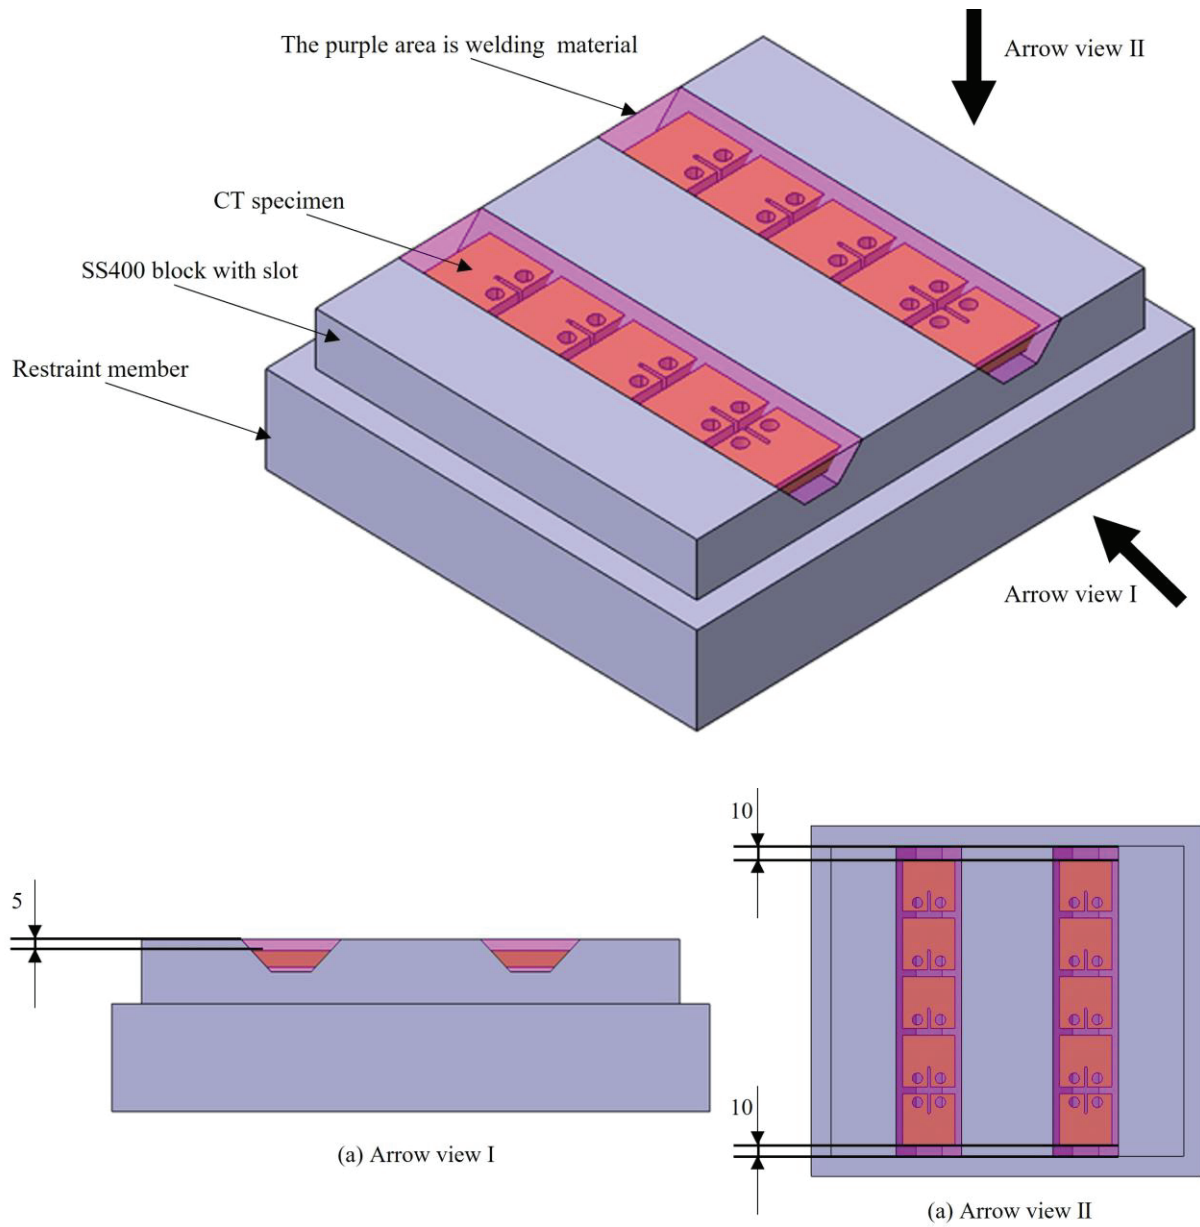 The purple area is welding material
Arrow view II
CT specimen
SS400 block with slot
Restraint member
Arrow view I
10
5
10
(a) Arrow view I
(a) Arrow view II